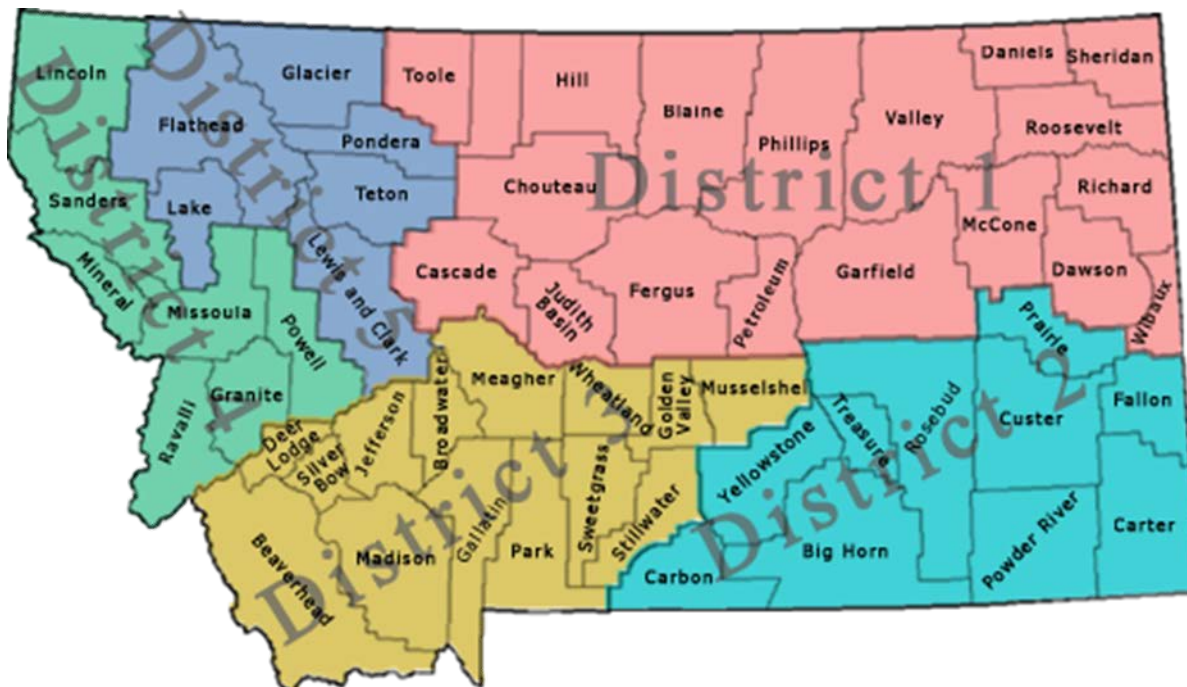 Lincoln
Glacier
Toole
Hill
Daniels
Sheridan
Flathead
Pondera
Blaine
Phillips
Valley
Roosevelt
Sanders
Lake
Teton
Chouteau
District 1
McCone
Richard
Mineral
Missoula
Lewis and Clark
Cascade
Judith
Basin
Fergus
Petroleum
Garfield
Dawson
Wibaux
District 5
District 4
Powell
Granite
Ravalli
Deer
Lodge
Silver
Bow
Jefferson
Broadwater
Meagher
Wheatland
Golden
Valley
Musselshel
Prairie
Yellowstone
Treasure
Rosebud
Custer
Fallon
District 3
District 2
Beaverhead
Madison
Gallatin
Park
Sweetgrass
Stillwater
Carbon
Big Horn
Powder River
Carter